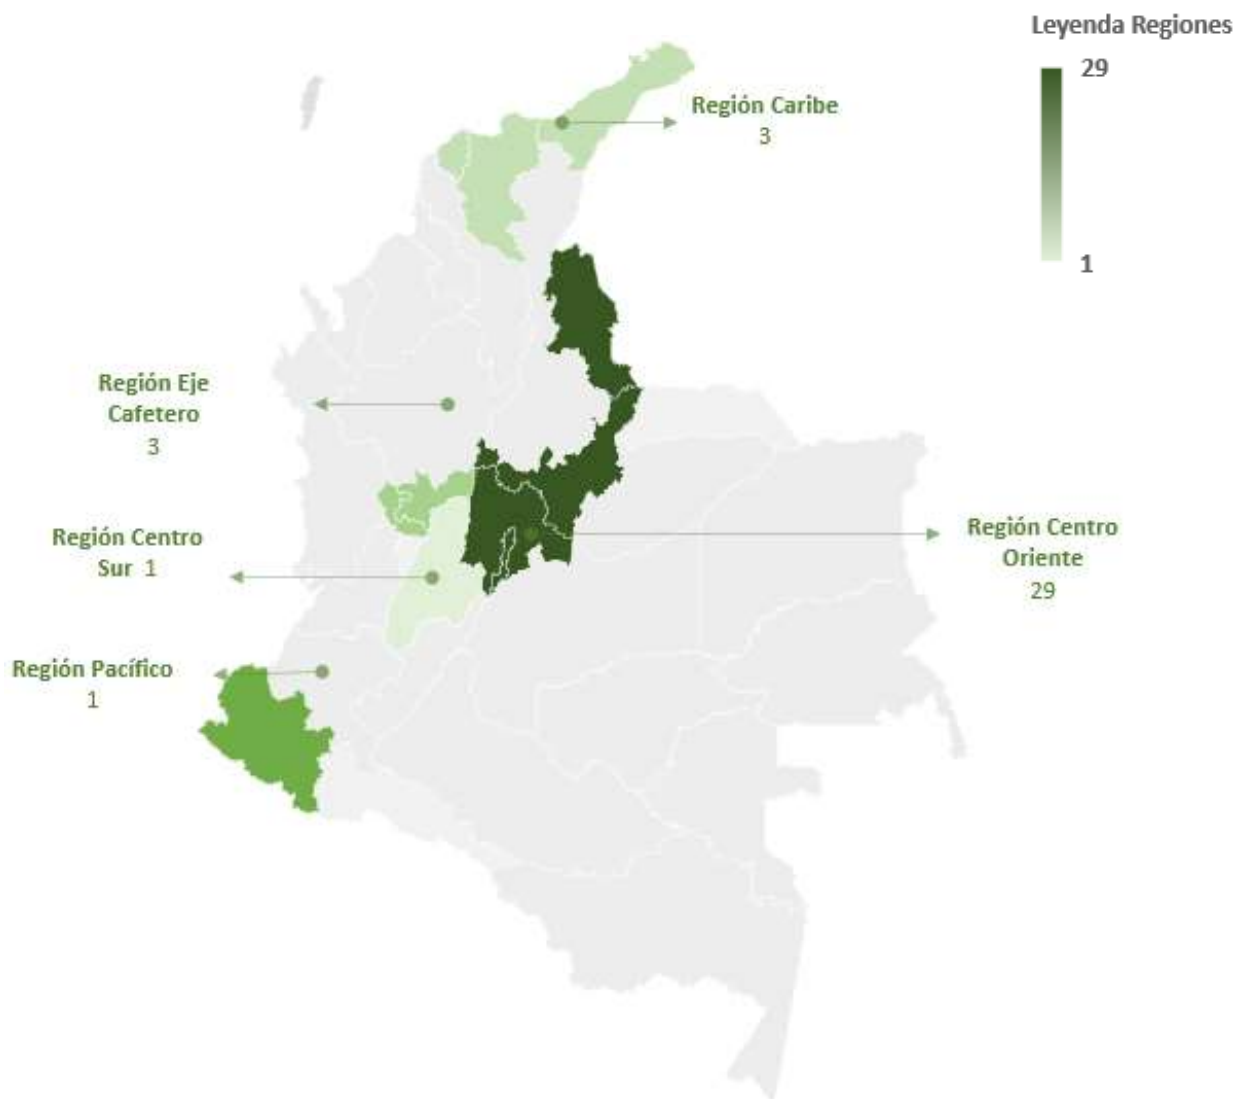 Leyenda Regiones
29
1
Región Caribe
3
Región Eje
Cafetero
3
Región Centro
Sur 1
Región Centro
Oriente
29
Región Pacífico
1